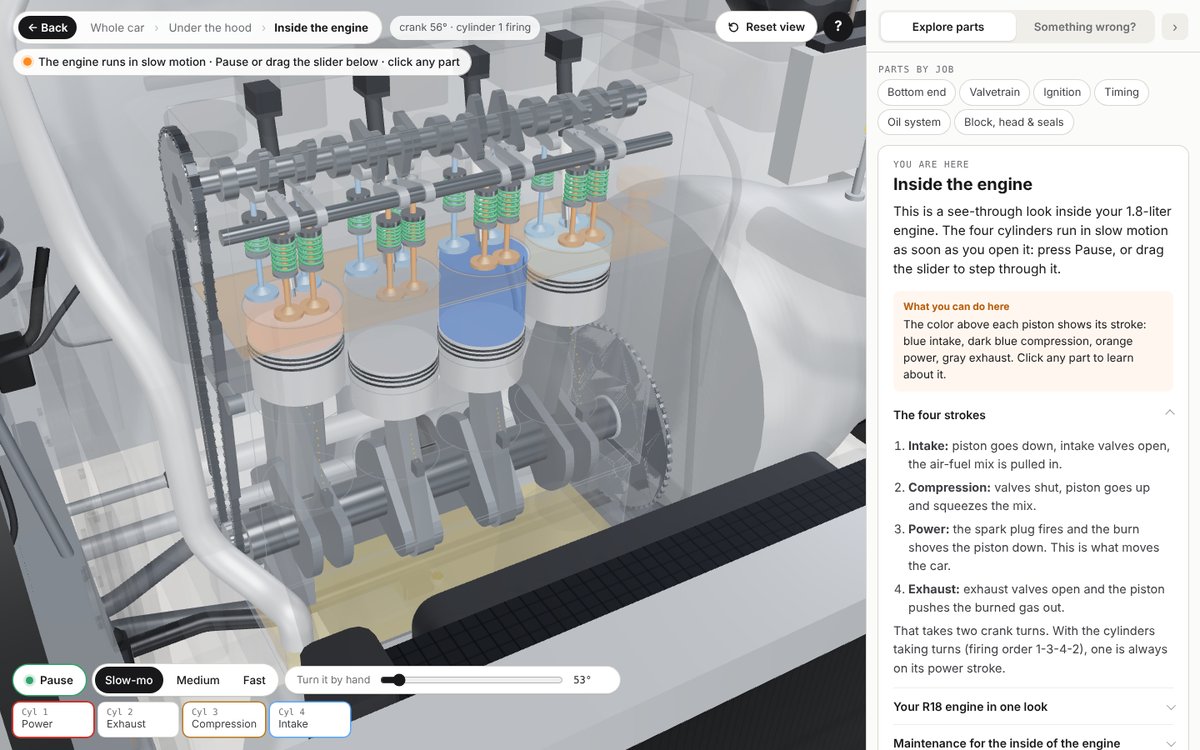 ← Back
Whole car › Under the hood › Inside the engine
crank 56° · cylinder 1 firing
Reset view
?
The engine runs in slow motion · Pause or drag the slider below · click any part
Pause
Slow-mo
Medium
Fast
Turn it by hand
53°
Cyl 1
Power
Cyl 2
Exhaust
Cyl 3
Compression
Cyl 4
Intake
Explore parts
Something wrong?
›
PARTS BY JOB
Bottom end
Valvetrain
Ignition
Timing
Oil system
Block, head & seals
YOU ARE HERE
Inside the engine
This is a see-through look inside your 1.8-liter
engine. The four cylinders run in slow motion
as soon as you open it: press Pause, or drag
the slider to step through it.
What you can do here
The color above each piston shows its stroke:
blue intake, dark blue compression, orange
power, gray exhaust. Click any part to learn
about it.
The four strokes
1. Intake: piston goes down, intake valves open,
the air-fuel mix is pulled in.
2. Compression: valves shut, piston goes up
and squeezes the mix.
3. Power: the spark plug fires and the burn
shoves the piston down. This is what moves
the car.
4. Exhaust: exhaust valves open and the piston
pushes the burned gas out.
That takes two crank turns. With the cylinders
taking turns (firing order 1-3-4-2), one is always
on its power stroke.
Your R18 engine in one look
Maintenance for the inside of the engine